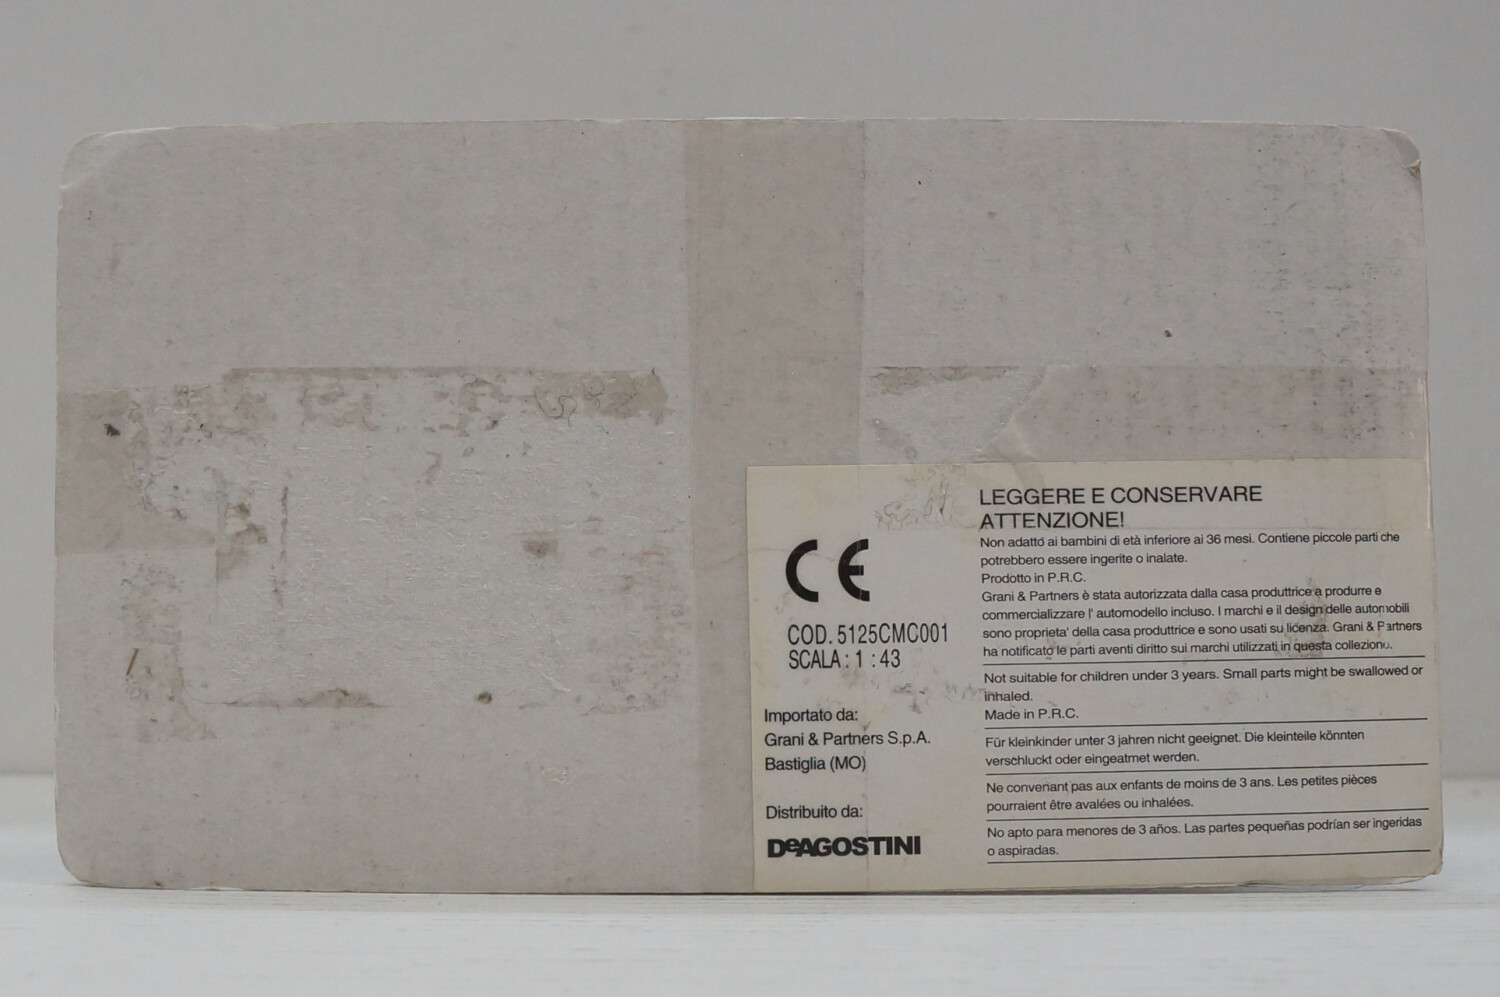 CE
COD. 5125CMC001
SCALA : 1 : 43
Importato da:
Grani & Partners S.p.A.
Bastiglia (MO)
Distribuito da:
DeAGOSTINI
LEGGERE E CONSERVARE
ATTENZIONE!
Non adatto ai bambini di età inferiore ai 36 mesi. Contiene piccole parti che
potrebbero essere ingerite o inalate.
Prodotto in P.R.C.
Grani & Partners è stata autorizzata dalla casa produttrice a produrre e
commercializzare l' automodello incluso. I marchi e il design delle automobili
sono proprieta' della casa produttrice e sono usati su licenza. Grani & Partners
ha notificato le parti aventi diritto sui marchi utilizzati in questa collezione.
Not suitable for children under 3 years. Small parts might be swallowed or
inhaled.
Made in P.R.C.
Für kleinkinder unter 3 jahren nicht geeignet. Die kleinteile könnten
verschluckt oder eingeatmet werden.
Ne convenant pas aux enfants de moins de 3 ans. Les petites pièces
pourraient être avalées ou inhalées.
No apto para menores de 3 años. Las partes pequeñas podrían ser ingeridas
o aspiradas.